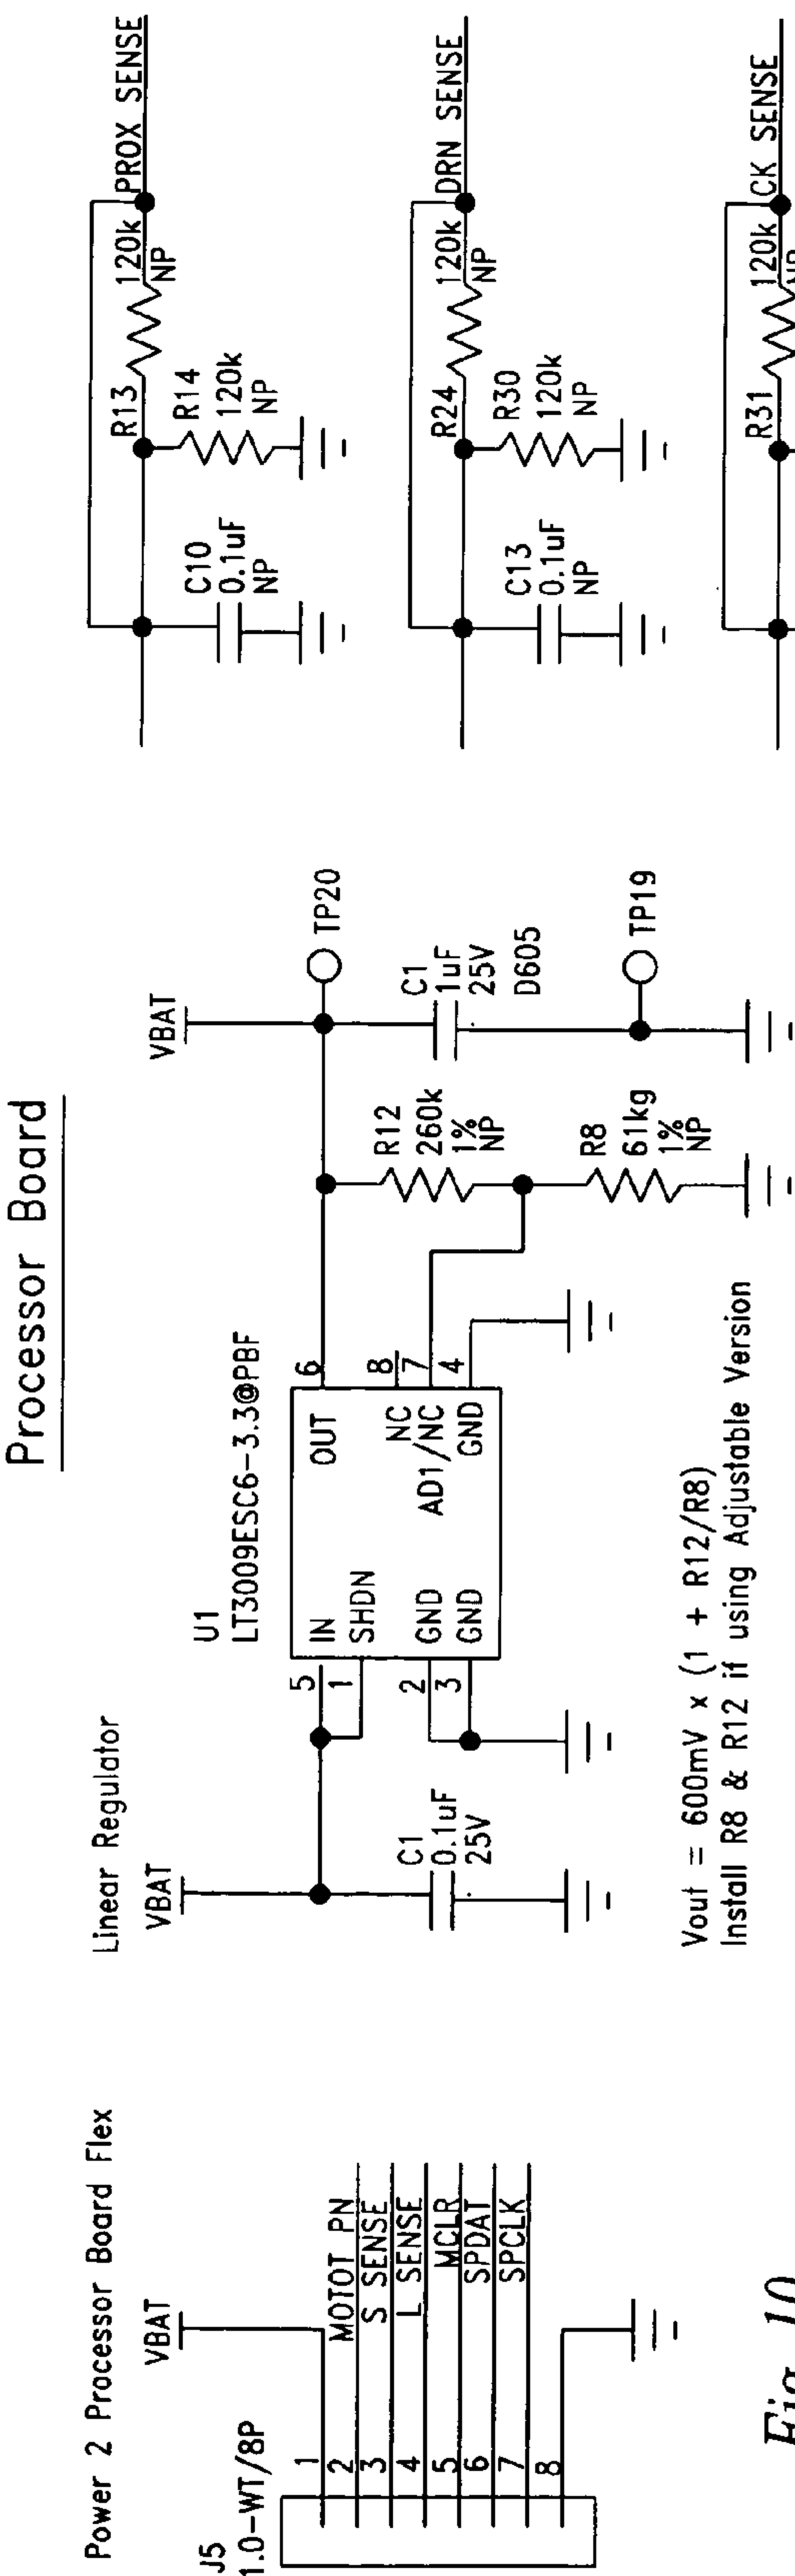 Processor Board
Power 2 Processor Board Flex
VBAT
J5
1.0-WT/8P
1
2
3
4
5
6
7
8
MOTOT PN
S SENSE
L SENSE
MCLR
SPDAT
SPCLK
Linear Regulator
VBAT
C1
0.1uF
25V
U1
LT3009ESC6-3.3@PBF
5
1
2
3
IN
SHDN
GND
GND
OUT
NC
AD1/NC
GND
6
8
7
4
VBAT
TP20
R12
260k
1%
NP
R8
61kg
1%
NP
C1
1uF
25V
D605
TP19
Vout = 600mV x (1 + R12/R8)
Install R8 & R12 if using Adjustable Version
C10
0.1uF
NP
R13
120k
NP
R14
120k
NP
PROX SENSE
C13
0.1uF
NP
R24
120k
NP
R30
120k
NP
DRN SENSE
R31
120k
NP
CK SENSE
Fig. 10